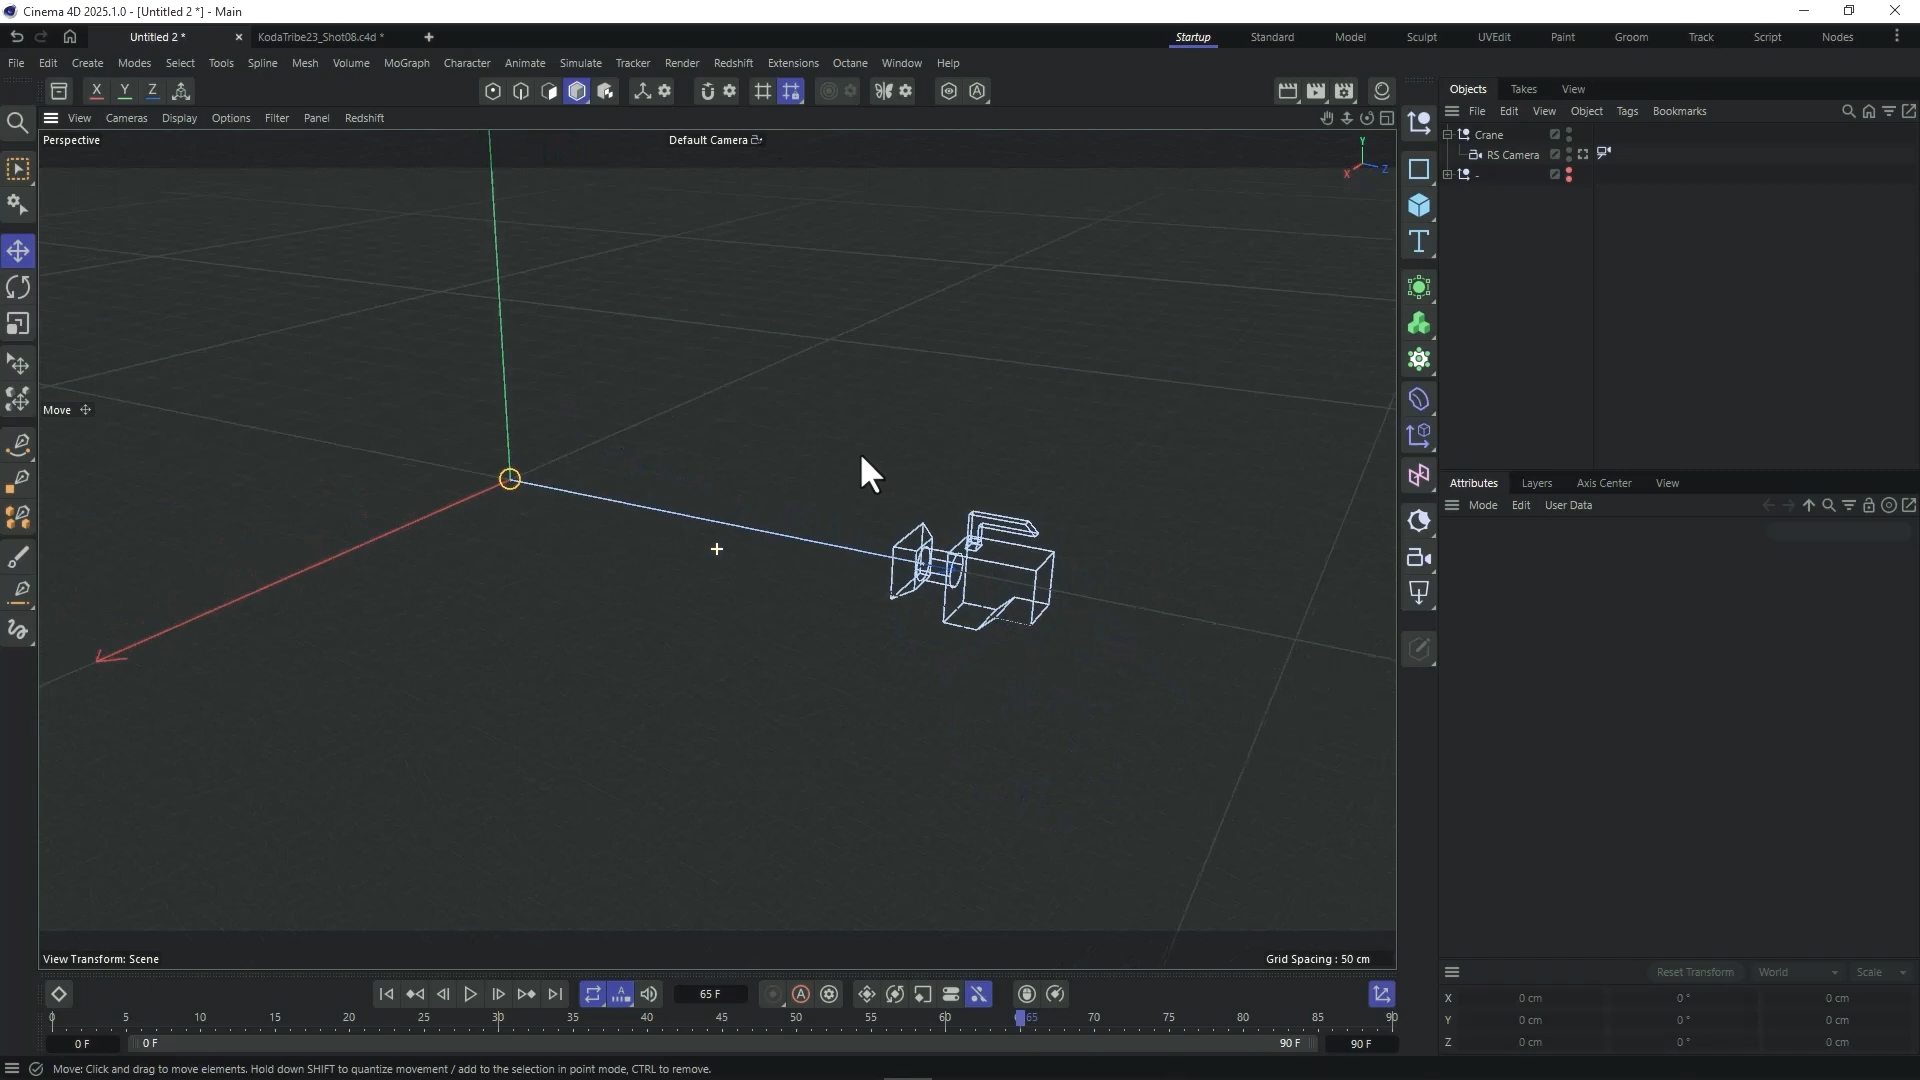 Cinema 4D 2025.1.0 - [Untitled 2 *] - Main
Untitled 2 *
KodaTribe23_Shot08.c4d *
Startup
Standard
Model
Sculpt
UVEdit
Paint
Groom
Track
Script
Nodes
File Edit Create Modes Select Tools Spline Mesh Volume MoGraph Character Animate Simulate Tracker Render Redshift Extensions Octane Window Help
X Y Z
Objects Takes View
View Cameras Display Options Filter Panel Redshift
File Edit View Object Tags Bookmarks
Perspective
Default Camera
Y
X
Z
Crane
RS Camera
-
Move
Attributes Layers Axis Center View
Mode Edit User Data
View Transform: Scene
Grid Spacing : 50 cm
Reset Transform World Scale
65 F
X 0 cm 0 ° 0 cm
Y 0 cm 0 ° 0 cm
Z 0 cm 0 ° 0 cm
0 5 10 15 20 25 30 35 40 45 50 55 60 65 70 75 80 85 90
0 F 0 F 90 F 90 F
Move: Click and drag to move elements. Hold down SHIFT to quantize movement / add to the selection in point mode, CTRL to remove.